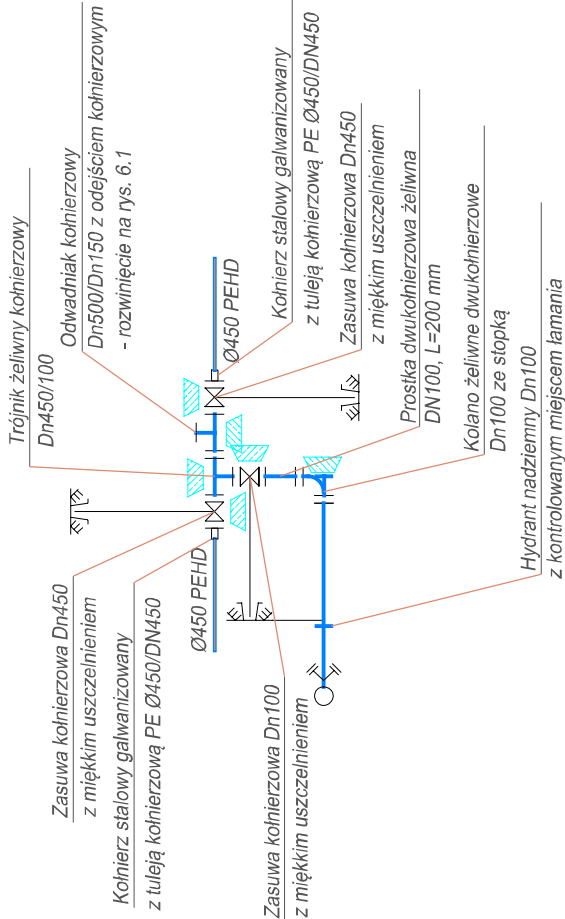 Trójnik żeliwny kołnierzowy
Dn450/100
Odwadniak kołnierzowy
Dn500/Dn150 z odejściem kołnierzowym
- rozwinięcie na rys. 6.1
Kołnierz stalowy galwanizowany
z tuleją kołnierzową PE Ø450/DN450
Zasuwa kołnierzowa Dn450
z miękkim uszczelnieniem
Prostka dwukołnierzowa żeliwna
DN100, L=200 mm
Kolano żeliwne dwukołnierzowe
Dn100 ze stopką
Hydrant nadziemny Dn100
z kontrolowanym miejscem łamania
Ø450 PEHD
Ø450 PEHD
Zasuwa kołnierzowa Dn450
z miękkim uszczelnieniem
Kołnierz stalowy galwanizowany
z tuleją kołnierzową PE Ø450/DN450
Zasuwa kołnierzowa Dn100
z miękkim uszczelnieniem